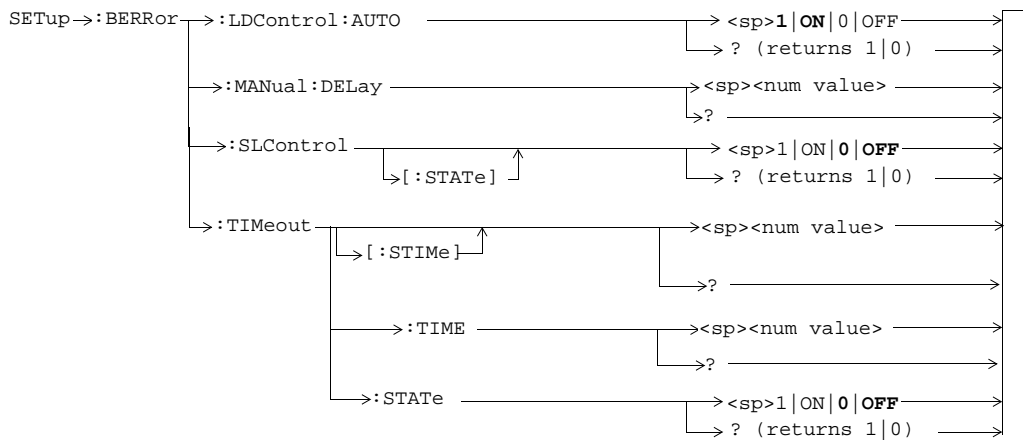 SETup :BERRor :LDControl:AUTO <sp>1|ON|0|OFF
? (returns 1|0)
:MANual:DELay <sp><num value>
?
:SLControl <sp>1|ON|0|OFF
[:STATe] ? (returns 1|0)
:TIMeout <sp><num value>
[:STIMe]
?
:TIME <sp><num value>
?
:STATe <sp>1|ON|0|OFF
? (returns 1|0)